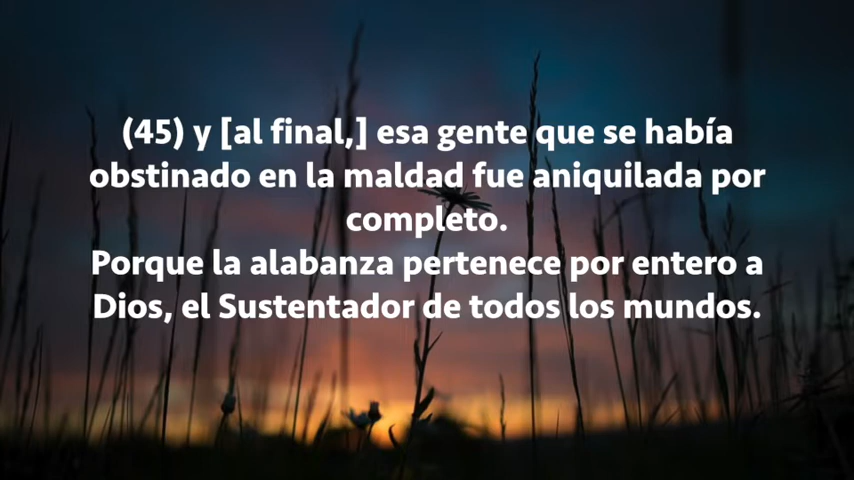 (45) y [al final,] esa gente que se había
obstinado en la maldad fue aniquilada por
completo.
Porque la alabanza pertenece por entero a
Dios, el Sustentador de todos los mundos.